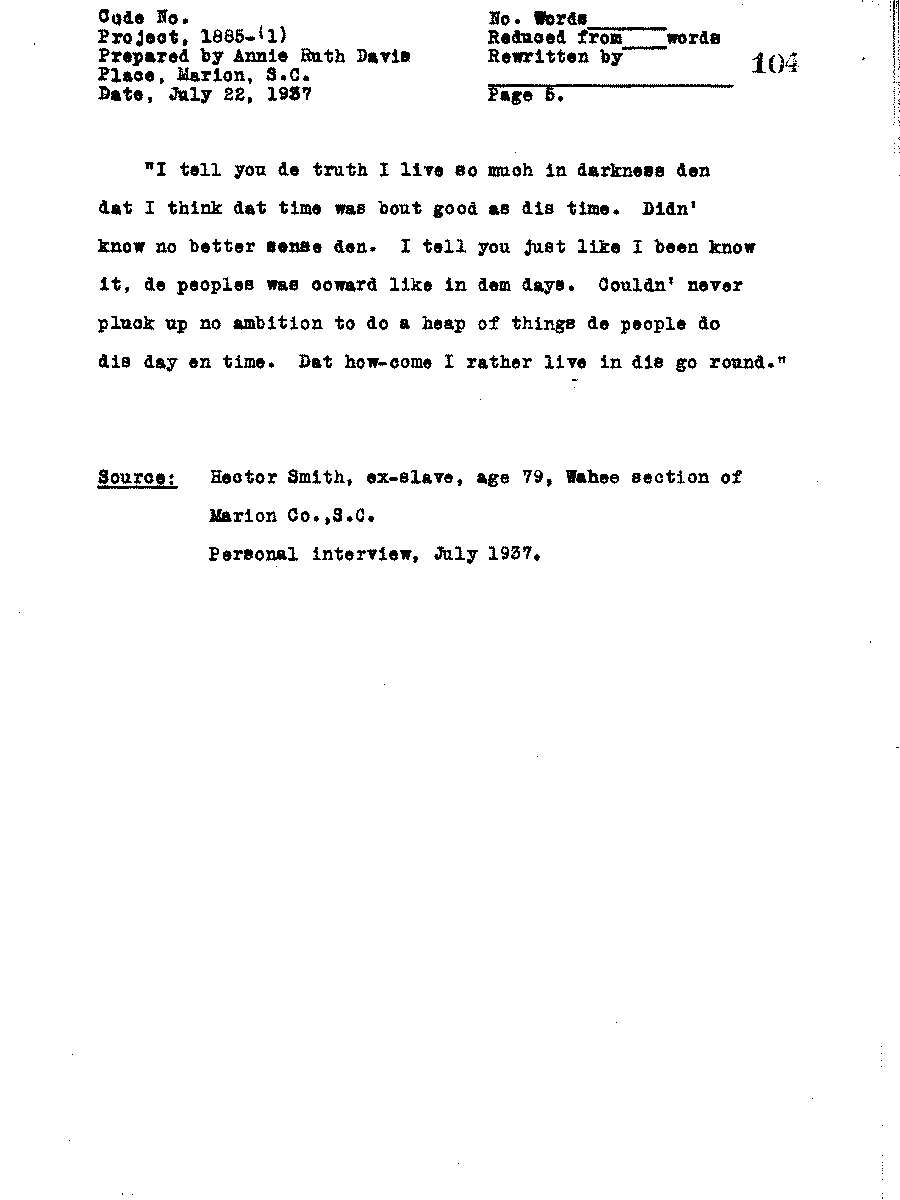 Code No.
Project, 1885-(1)
Prepared by Annie Ruth Davis
Place, Marion, S.C.
Date, July 22, 1937
No. Words
Reduced from words
Rewritten by
Page 5.
104
"I tell you de truth I live so much in darkness den
dat I think dat time was bout good as dis time. Didn'
know no better sense den. I tell you just like I been know
it, de peoples was coward like in dem days. Couldn' never
pluck up no ambition to do a heap of things de people do
dis day en time. Dat how-come I rather live in dis go round."
Source: Hector Smith, ex-slave, age 79, Wahee section of
Marion Co.,S.C.
Personal interview, July 1937.